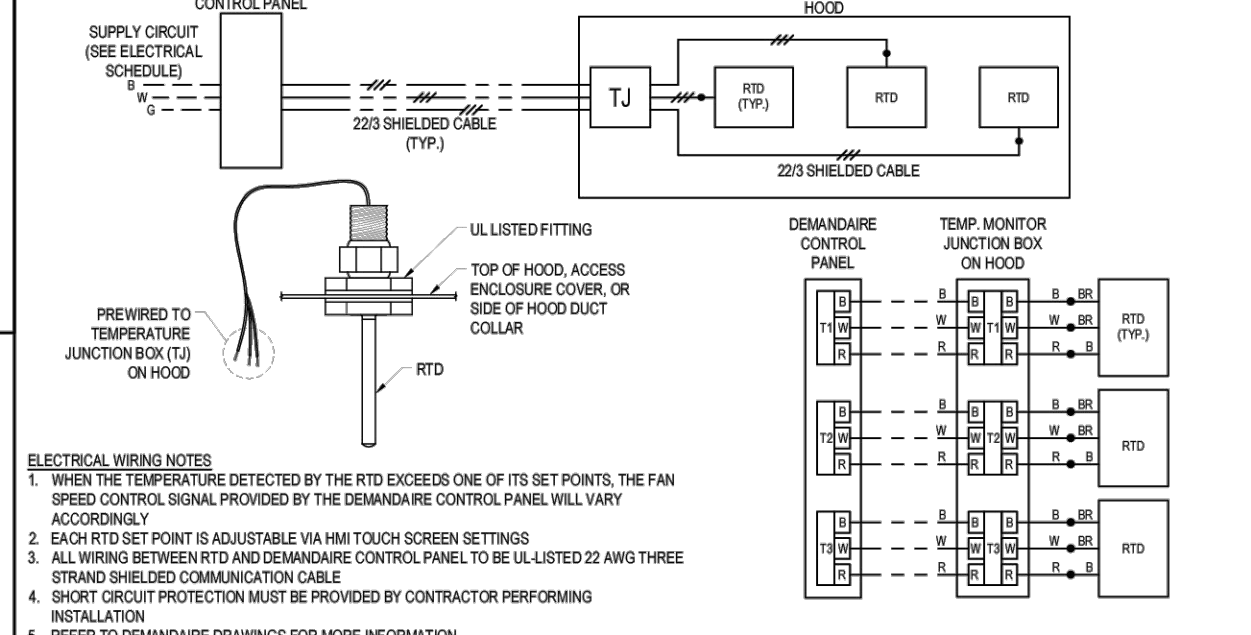 CONTROL PANEL
HOOD
SUPPLY CIRCUIT
(SEE ELECTRICAL
SCHEDULE)
B
W
G
22/3 SHIELDED CABLE
(TYP.)
TJ
RTD
(TYP.)
RTD
RTD
22/3 SHIELDED CABLE
UL LISTED FITTING
TOP OF HOOD, ACCESS
ENCLOSURE COVER, OR
SIDE OF HOOD DUCT
COLLAR
PREWIRED TO
TEMPERATURE
JUNCTION BOX (TJ)
ON HOOD
RTD
DEMANDAIRE
CONTROL
PANEL
TEMP. MONITOR
JUNCTION BOX
ON HOOD
B B B B B BR
T1 W W W T1 W W BR
R R R R R B
RTD
(TYP.)
B B B B B BR
T2 W W W T2 W W BR
R R R R R B
RTD
B B B B B BR
T3 W W W T3 W W BR
R R R R R B
RTD
ELECTRICAL WIRING NOTES
1. WHEN THE TEMPERATURE DETECTED BY THE RTD EXCEEDS ONE OF ITS SET POINTS, THE FAN
SPEED CONTROL SIGNAL PROVIDED BY THE DEMANDAIRE CONTROL PANEL WILL VARY
ACCORDINGLY
2. EACH RTD SET POINT IS ADJUSTABLE VIA HMI TOUCH SCREEN SETTINGS
3. ALL WIRING BETWEEN RTD AND DEMANDAIRE CONTROL PANEL TO BE UL-LISTED 22 AWG THREE
STRAND SHIELDED COMMUNICATION CABLE
4. SHORT CIRCUIT PROTECTION MUST BE PROVIDED BY CONTRACTOR PERFORMING
INSTALLATION
5. REFER TO DEMANDAIRE DRAWINGS FOR MORE INFORMATION